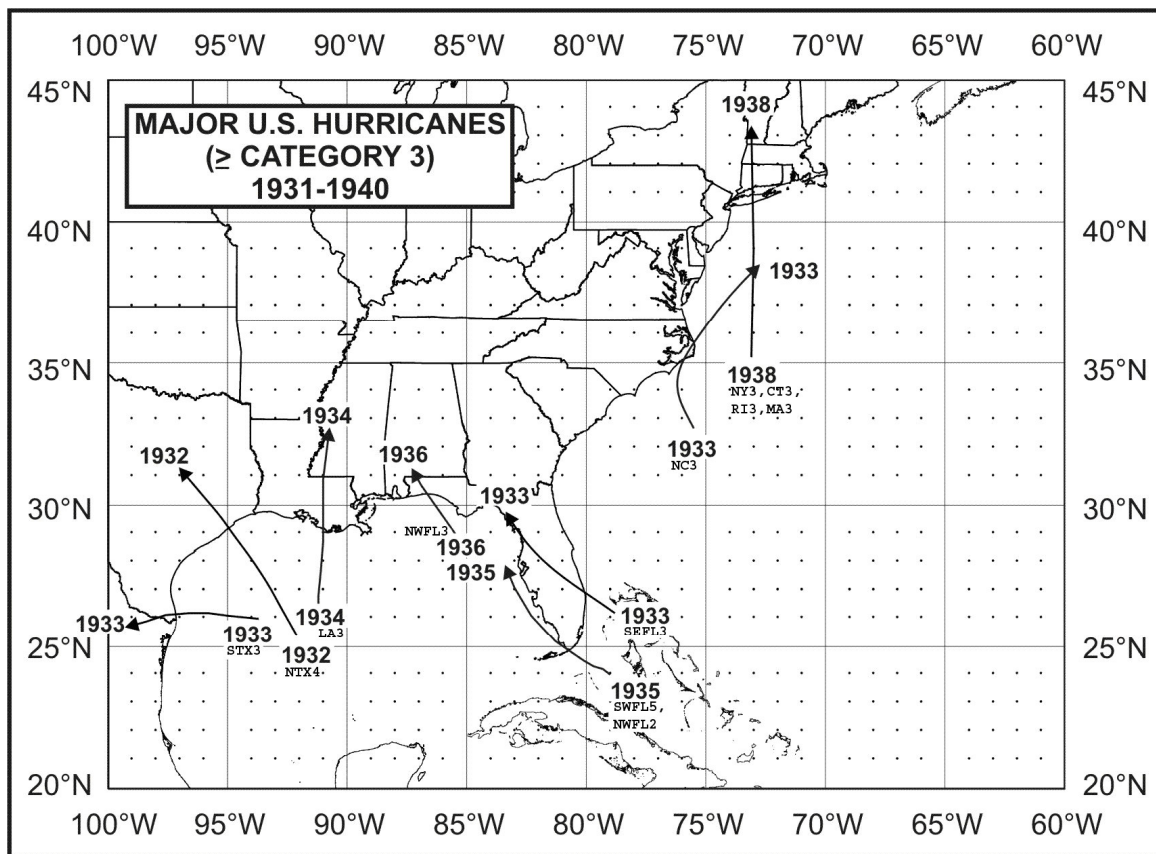 100°W 95°W 90°W 85°W 80°W 75°W 70°W 65°W 60°W
45°N 45°N
MAJOR U.S. HURRICANES
(≥ CATEGORY 3)
1931-1940
1938
40°N 40°N
1933
35°N 35°N
1938
NY3,CT3,
RI3,MA3
1934
1932
1936
1933
NC3
30°N 30°N
1933
NWFL3
1936
1935
1933
1934
LA3
1933
STX3
1933
SEFL3
25°N 25°N
1932
NTX4
1935
SWFL5,
NWFL2
20°N 20°N
100°W 95°W 90°W 85°W 80°W 75°W 70°W 65°W 60°W